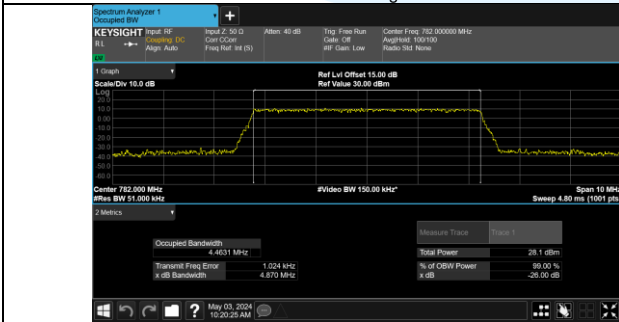 Spectrum Analyzer 1
Occupied BW
KEYSIGHT Input: RF Input Z: 50 Ω Atten: 40 dB Trig: Free Run Center Freq: 782.000000 MHz
RL Coupling: DC Corr CCorr Gate: Off Avg|Hold: 100/100
Align: Auto Freq Ref: Int (S) #IF Gain: Low Radio Std: None
1 Graph Ref Lvl Offset 15.00 dB
Scale/Div 10.0 dB Ref Value 30.00 dBm
Log
20.0
10.0
0.00
-10.0
-20.0
-30.0
-40.0
-50.0
-60.0
Center 782.000 MHz #Video BW 150.00 kHz* Span 10 MHz
#Res BW 51.000 kHz Sweep 4.80 ms (1001 pts
2 Metrics
Measure Trace Trace 1
Occupied Bandwidth
4.4631 MHz Total Power 28.1 dBm
Transmit Freq Error 1.024 kHz % of OBW Power 99.00 %
x dB Bandwidth 4.870 MHz x dB -26.00 dB
? May 03, 2024
10:20:25 AM